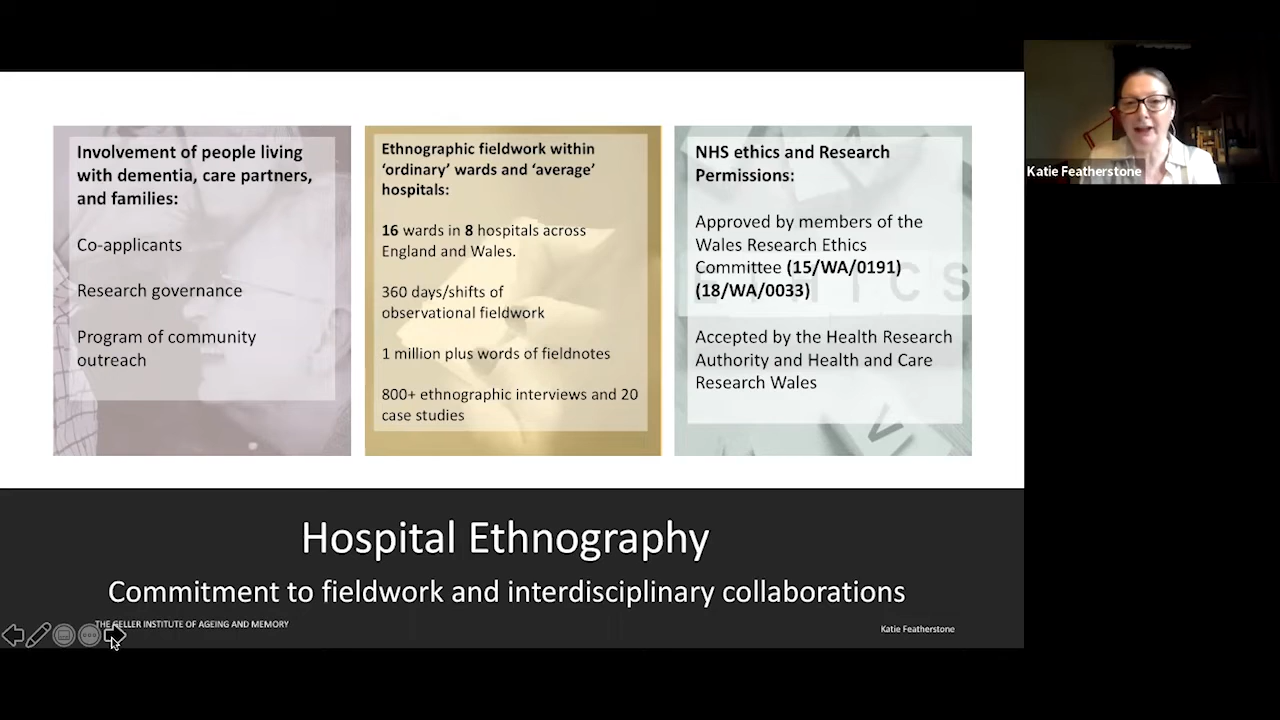 Involvement of people living
with dementia, care partners,
and families:
Co-applicants
Research governance
Program of community
outreach
Ethnographic fieldwork within
‘ordinary’ wards and ‘average’
hospitals:
16 wards in 8 hospitals across
England and Wales.
360 days/shifts of
observational fieldwork
1 million plus words of fieldnotes
800+ ethnographic interviews and 20
case studies
NHS ethics and Research
Permissions:
Approved by members of the
Wales Research Ethics
Committee (15/WA/0191)
(18/WA/0033)
Accepted by the Health Research
Authority and Health and Care
Research Wales
Katie Featherstone
Hospital Ethnography
Commitment to fieldwork and interdisciplinary collaborations
THE GELLER INSTITUTE OF AGEING AND MEMORY
Katie Featherstone